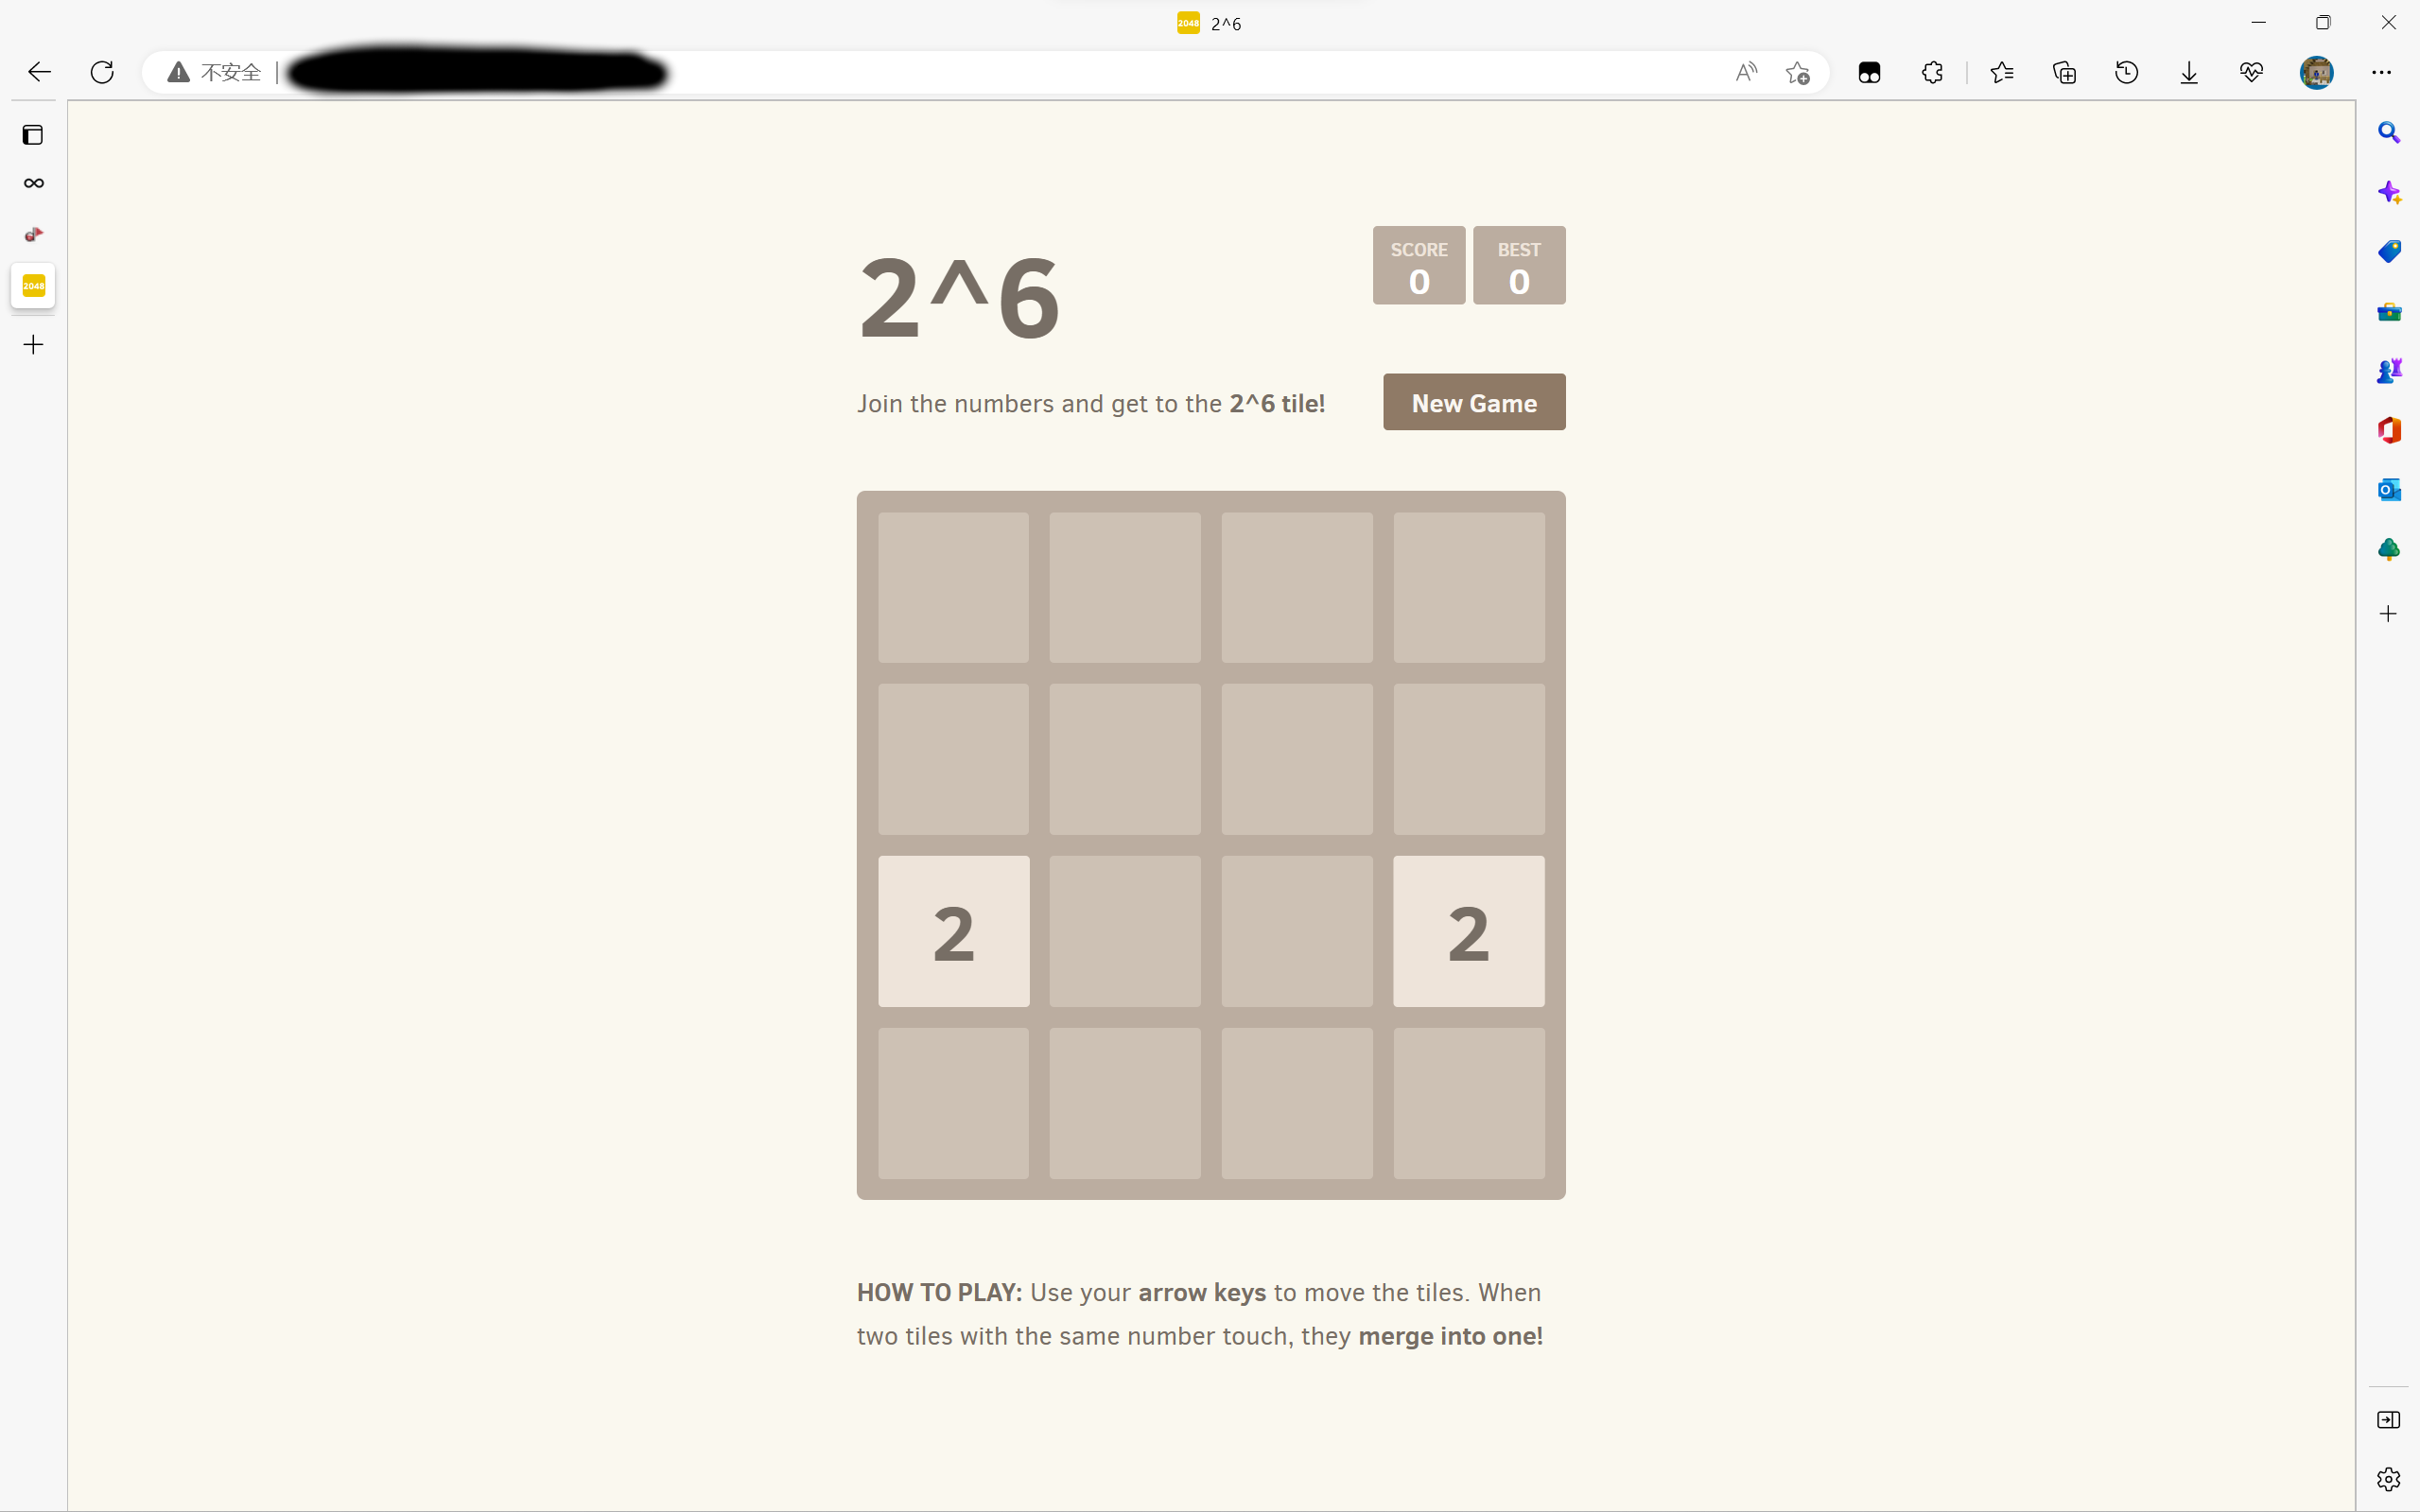 2048 2^6
不安全
2048
2^6
SCORE BEST
0 0
Join the numbers and get to the 2^6 tile!
New Game
2 2
HOW TO PLAY: Use your arrow keys to move the tiles. When
two tiles with the same number touch, they merge into one!